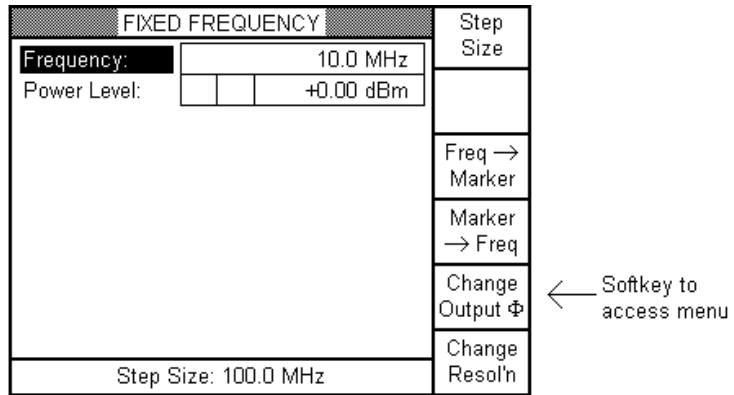 FIXED FREQUENCY
Frequency: 10.0 MHz
Power Level: +0.00 dBm
Step Size: 100.0 MHz
Step
Size
Freq →
Marker
Marker
→ Freq
Change
Output Φ
Change
Resol'n
Softkey to
access menu